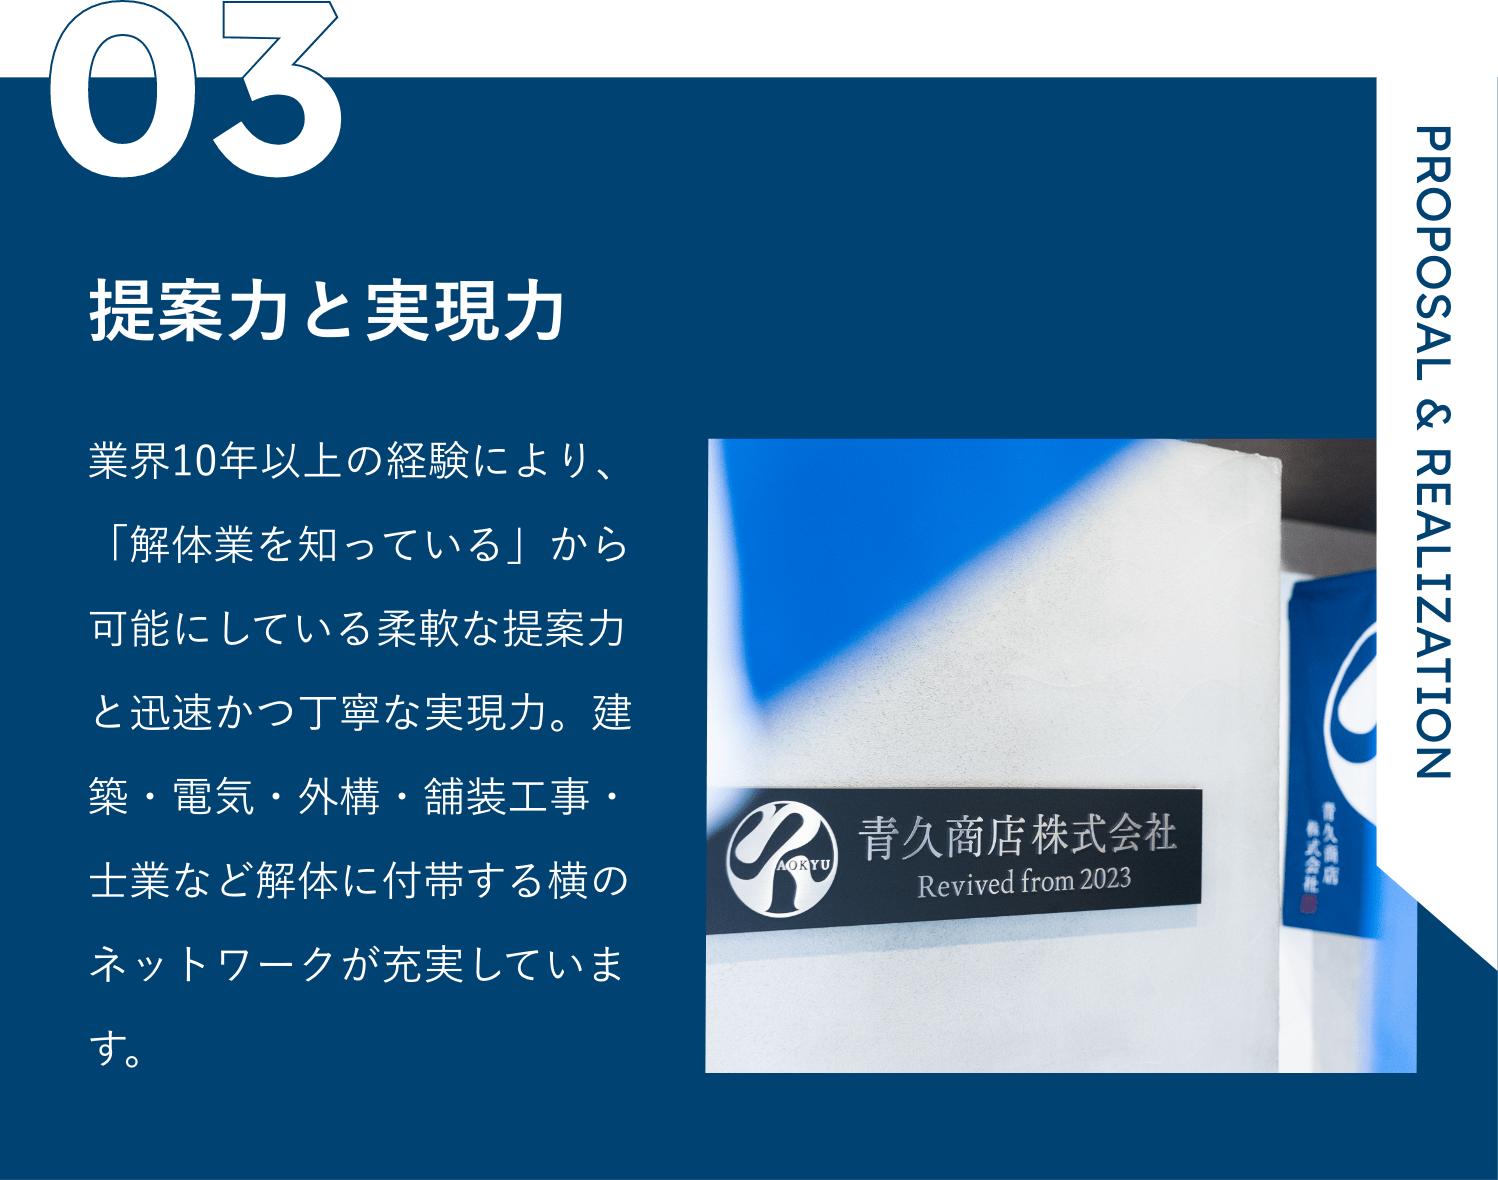 03
提案力と実現力
業界10年以上の経験により、
「解体業を知っている」から
可能にしている柔軟な提案力
と迅速かつ丁寧な実現力。建
築・電気・外構・舗装工事・
士業など解体に付帯する横の
ネットワークが充実していま
す。
PROPOSAL & REALIZATION
AOKYU
青久商店株式会社
Revived from 2023
青久商店
株式会社